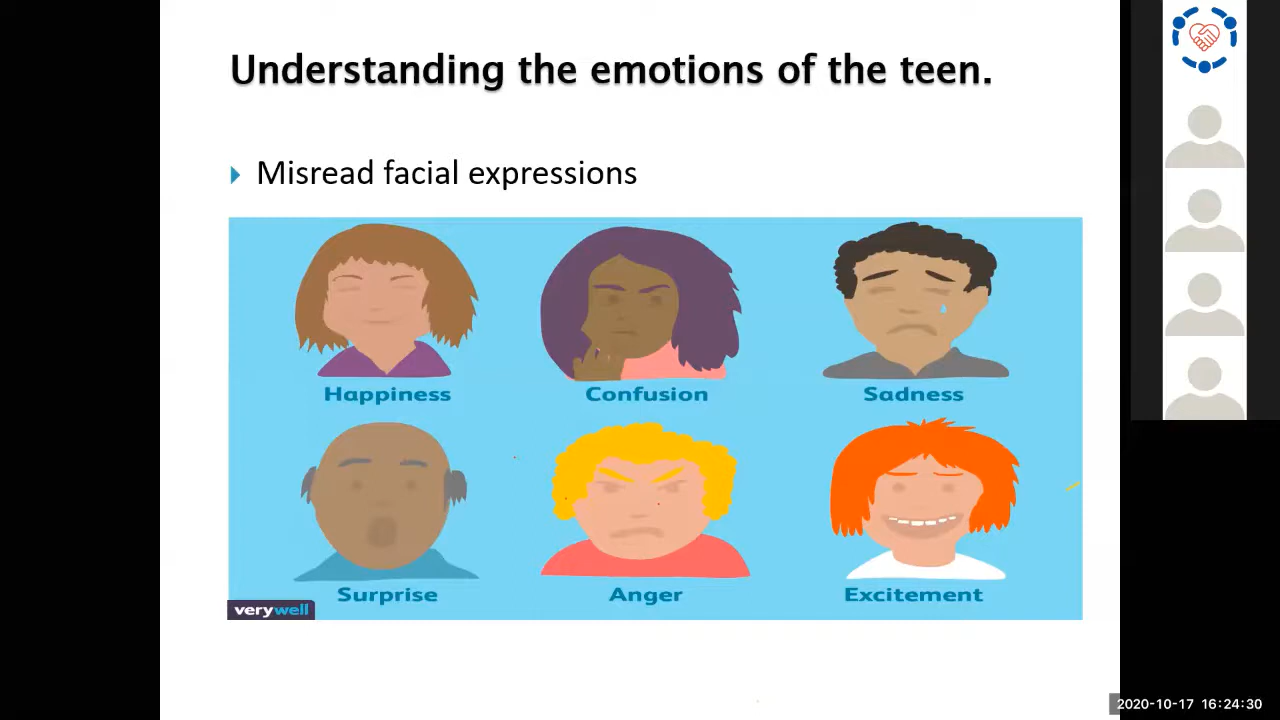 Understanding the emotions of the teen.
Misread facial expressions
Happiness
Confusion
Sadness
Surprise
Anger
Excitement
verywell
2020-10-17 16:24:30